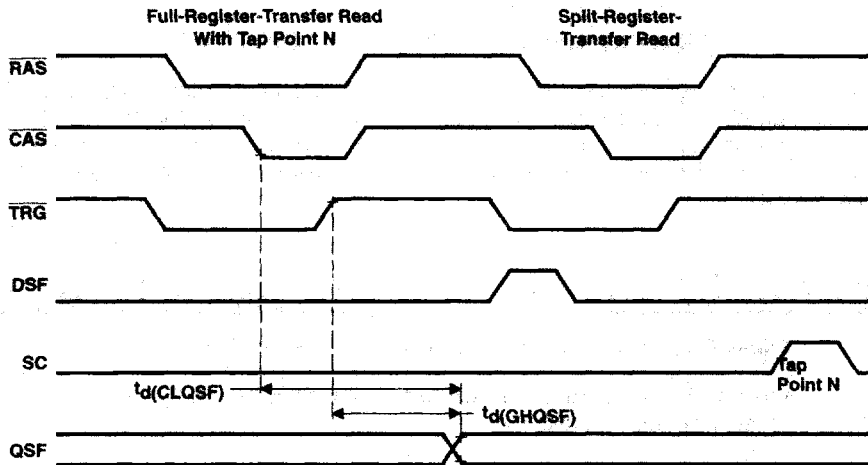 Full-Register-Transfer Read
With Tap Point N
Split-Register-
Transfer Read
RAS
CAS
TRG
DSF
SC
Tap
Point N
td(CLQSF)
td(GHQSF)
QSF